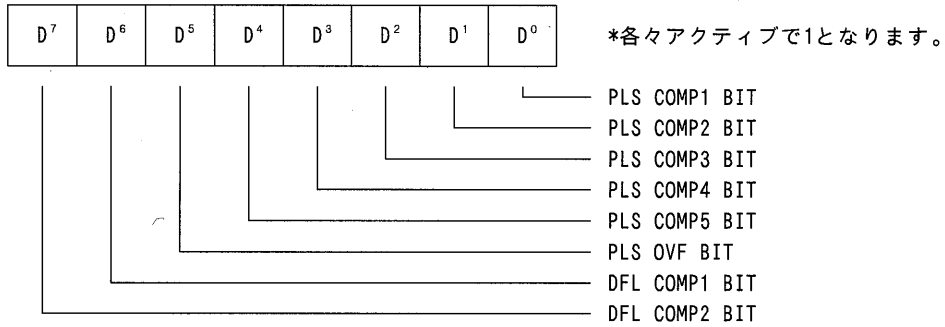 D⁷ D⁶ D⁵ D⁴ D³ D² D¹ D⁰ *各々アクティブで1となります。
PLS COMP1 BIT
PLS COMP2 BIT
PLS COMP3 BIT
PLS COMP4 BIT
PLS COMP5 BIT
PLS OVF BIT
DFL COMP1 BIT
DFL COMP2 BIT